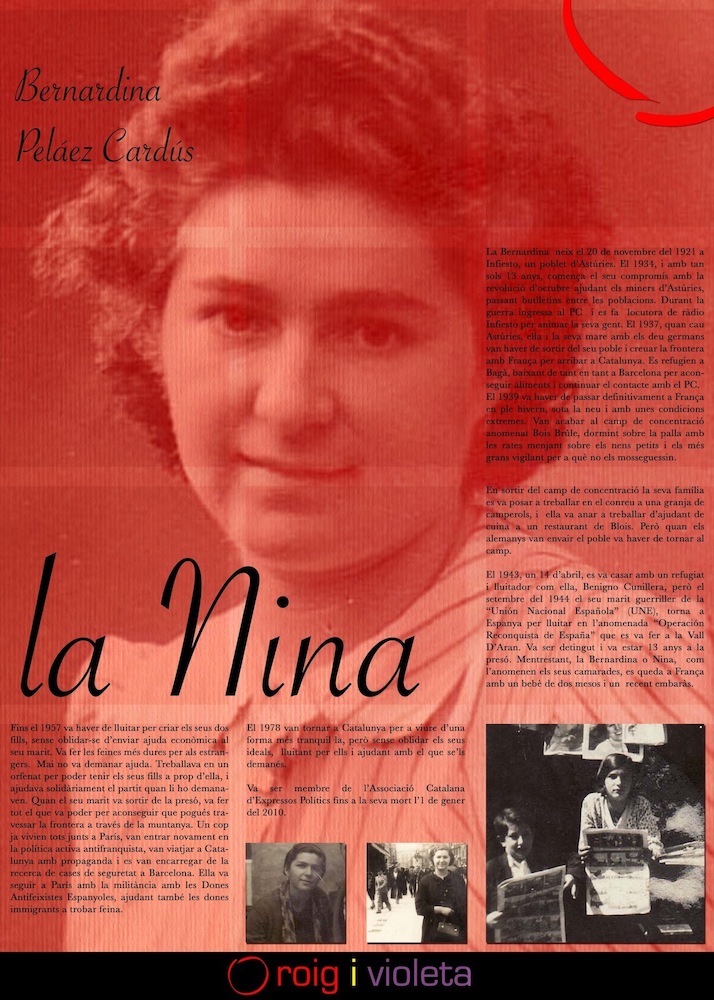 Bernardina
Peláez Cardús
La Bernardina neix el 20 de novembre del 1921 a
Infiesto, un poblet d'Astúries. El 1934, i amb tan
sols 13 anys, comença el seu compromís amb la
revolució d'octubre ajudant els miners d'Astúries,
passant butlletins entre les poblacions. Durant la
guerra ingressa al PC i es fa locutora de ràdio
Infiesto per animar la seva gent. El 1937, quan cau
Astúries, ella i la seva mare amb els deu germans
van haver de sortir del seu poble i creuar la frontera
amb França per arribar a Catalunya. Es refugien a
Bagà, baixant de tant en tant a Barcelona per acon-
seguir aliments i continuar el contacte amb el PC.
El 1939 va haver de passar definitivament a França
en ple hivern, sota la neu i amb unes condicions
extremes. Van acabar al camp de concentració
anomenat Bois Brûle, dormint sobre la palla amb
les rates menjant sobre els nens petits i els més
grans vigilant per a què no els mosseguessin.
En sortir del camp de concentració la seva família
es va posar a treballar en el conreu a una granja de
camperols, i ella va anar a treballar d'ajudant de
cuina a un restaurant de Blois. Però quan els
alemanys van envair el poble va haver de tornar al
camp.
El 1943, un 14 d'abril, es va casar amb un refugiat
i lluitador com ella, Benigno Cunillera, però el
setembre del 1944 el seu marit guerriller de la
"Unión Nacional Española" (UNE), torna a
Espanya per lluitar en l'anomenada "Operación
Reconquista de España" que es va fer a la Vall
D'Aran. Va ser detingut i va estar 13 anys a la
presó. Mentrestant, la Bernardina o Nina, com
l'anomenen els seus camarades, es queda a França
amb un bebè de dos mesos i un recent embaràs.
la Nina
Fins el 1957 va haver de lluitar per criar els seus dos
fills, sense oblidar-se d'enviar ajuda econòmica al
seu marit. Va fer les feines més dures per als estran-
gers. Mai no va demanar ajuda. Treballava en un
orfenat per poder tenir els seus fills a prop d'ella, i
ajudava solidàriament el partit quan li ho demana-
ven. Quan el seu marit va sortir de la presó, va fer
tot el que va poder per aconseguir que pogués tra-
vessar la frontera a través de la muntanya. Un cop
ja vivien tots junts a París, van entrar novament en
la política activa antifranquista, van viatjar a Cata-
lunya amb propaganda i es van encarregar de la
recerca de cases de seguretat a Barcelona. Ella va
seguir a París amb la militància amb les Dones
Antifeixistes Espanyoles, ajudant també les dones
immigrants a trobar feina.
El 1978 van tornar a Catalunya per a viure d'una
forma més tranquil·la, però sense oblidar els seus
ideals, lluitant per ells i ajudant amb el que se'ls
demanés.
Va ser membre de l'Associació Catalana
d'Expressos Polítics fins a la seva mort l'1 de gener
del 2010.
roig i violeta